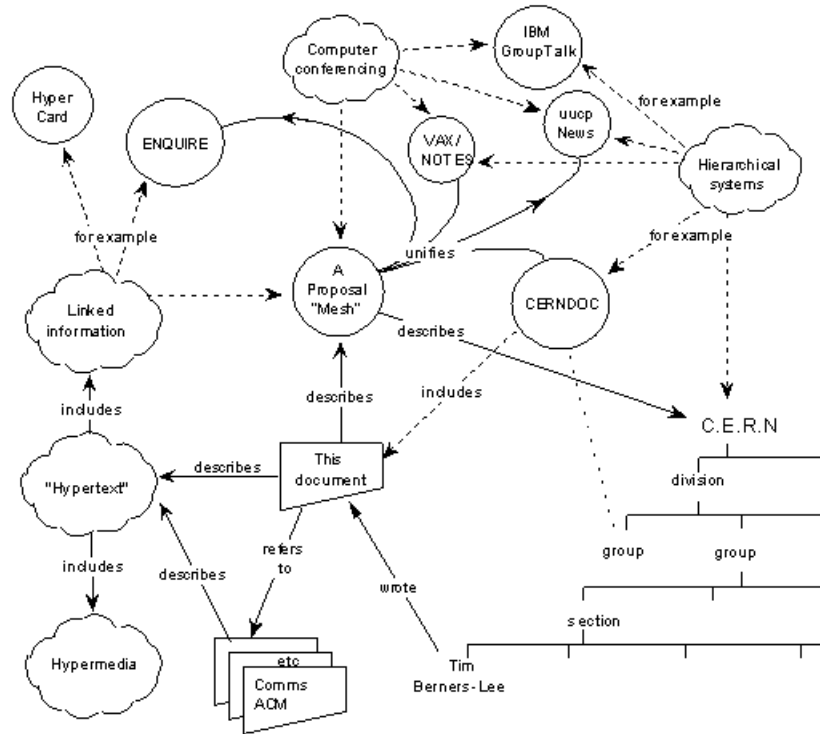 IBM
GroupTalk
Computer
conferencing
Hyper
Card
for example
uucp
News
ENQUIRE
VAX/
NOTES
Hierarchical
systems
for example
unifies
for example
A
Proposal
"Mesh"
CERNDOC
Linked
information
describes
includes
describes
includes
C.E.R.N
This
document
describes
division
"Hypertext"
refers
to
group
group
includes
describes
wrote
section
Hypermedia
etc
Comms
ACM
Tim
Berners-Lee